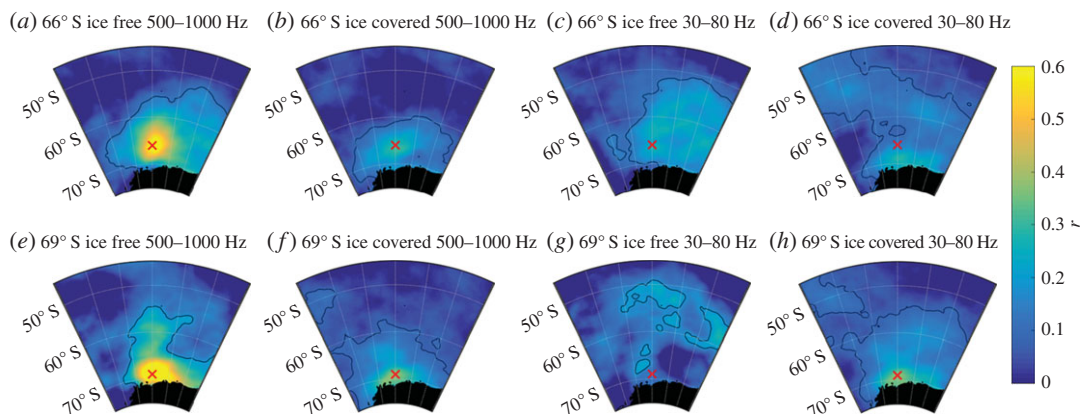 (a) 66° S ice free 500–1000 Hz
(b) 66° S ice covered 500–1000 Hz
(c) 66° S ice free 30–80 Hz
(d) 66° S ice covered 30–80 Hz
50° S
60° S
70° S
50° S
60° S
70° S
50° S
60° S
70° S
50° S
60° S
70° S
(e) 69° S ice free 500–1000 Hz
(f) 69° S ice covered 500–1000 Hz
(g) 69° S ice free 30–80 Hz
(h) 69° S ice covered 30–80 Hz
50° S
60° S
70° S
50° S
60° S
70° S
50° S
60° S
70° S
50° S
60° S
70° S
0.6
0.5
0.4
0.3
0.2
0.1
0
r